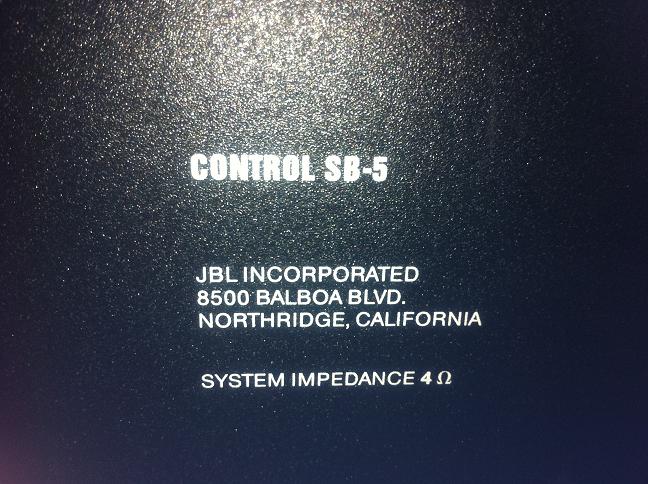 CONTROL SB-5
JBL INCORPORATED
8500 BALBOA BLVD.
NORTHRIDGE, CALIFORNIA
SYSTEM IMPEDANCE 4 Ω